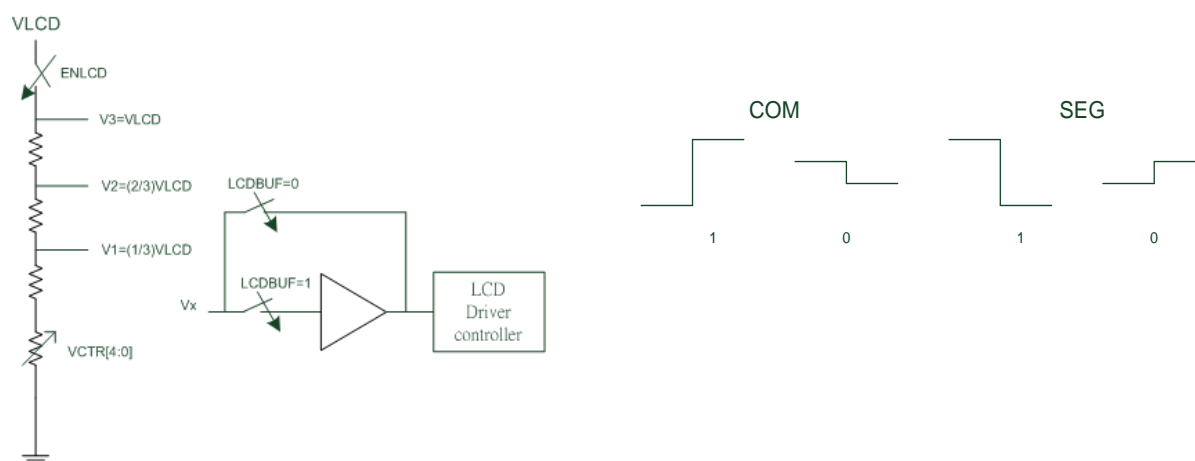 VLCD
ENLCD
V3=VLCD
V2=(2/3)VLCD
V1=(1/3)VLCD
VCTR[4:0]
LCDBUF=0
LCDBUF=1
Vx
LCD
Driver
controller
COM
SEG
1
0
1
0